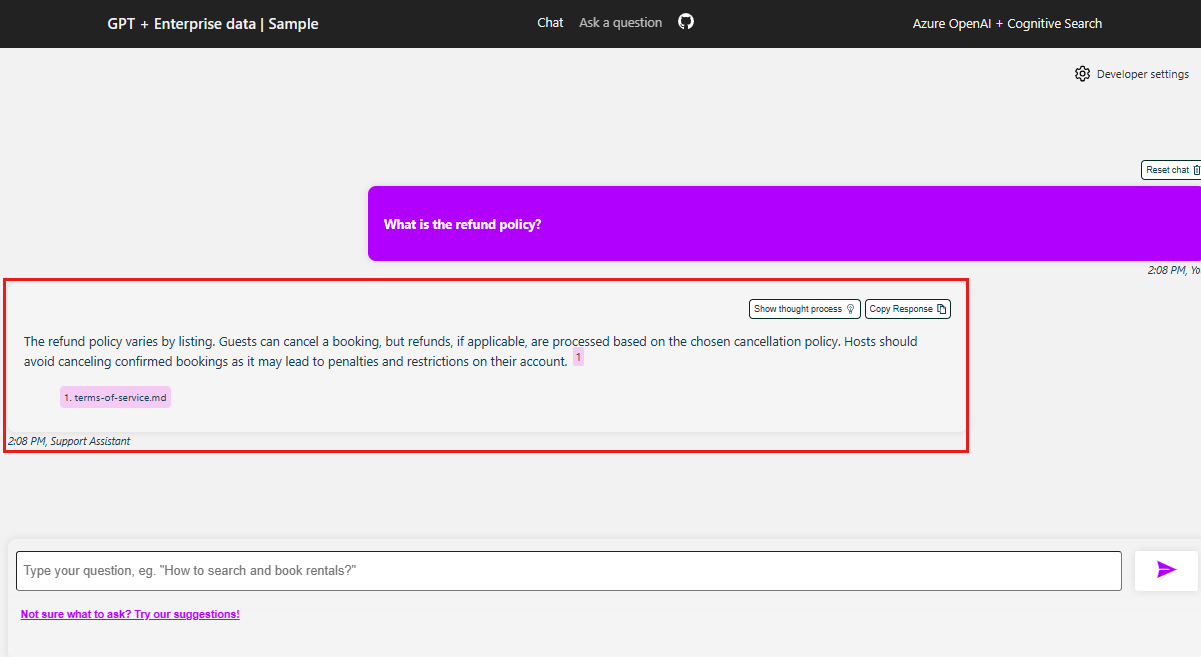 GPT + Enterprise data | Sample
Chat
Ask a question
Azure OpenAI + Cognitive Search
Developer settings
Reset chat
What is the refund policy?
2:08 PM, Yo
Show thought process
Copy Response
The refund policy varies by listing. Guests can cancel a booking, but refunds, if applicable, are processed based on the chosen cancellation policy. Hosts should
avoid canceling confirmed bookings as it may lead to penalties and restrictions on their account. 1
1. terms-of-service.md
2:08 PM, Support Assistant
Type your question, eg. "How to search and book rentals?"
Not sure what to ask? Try our suggestions!